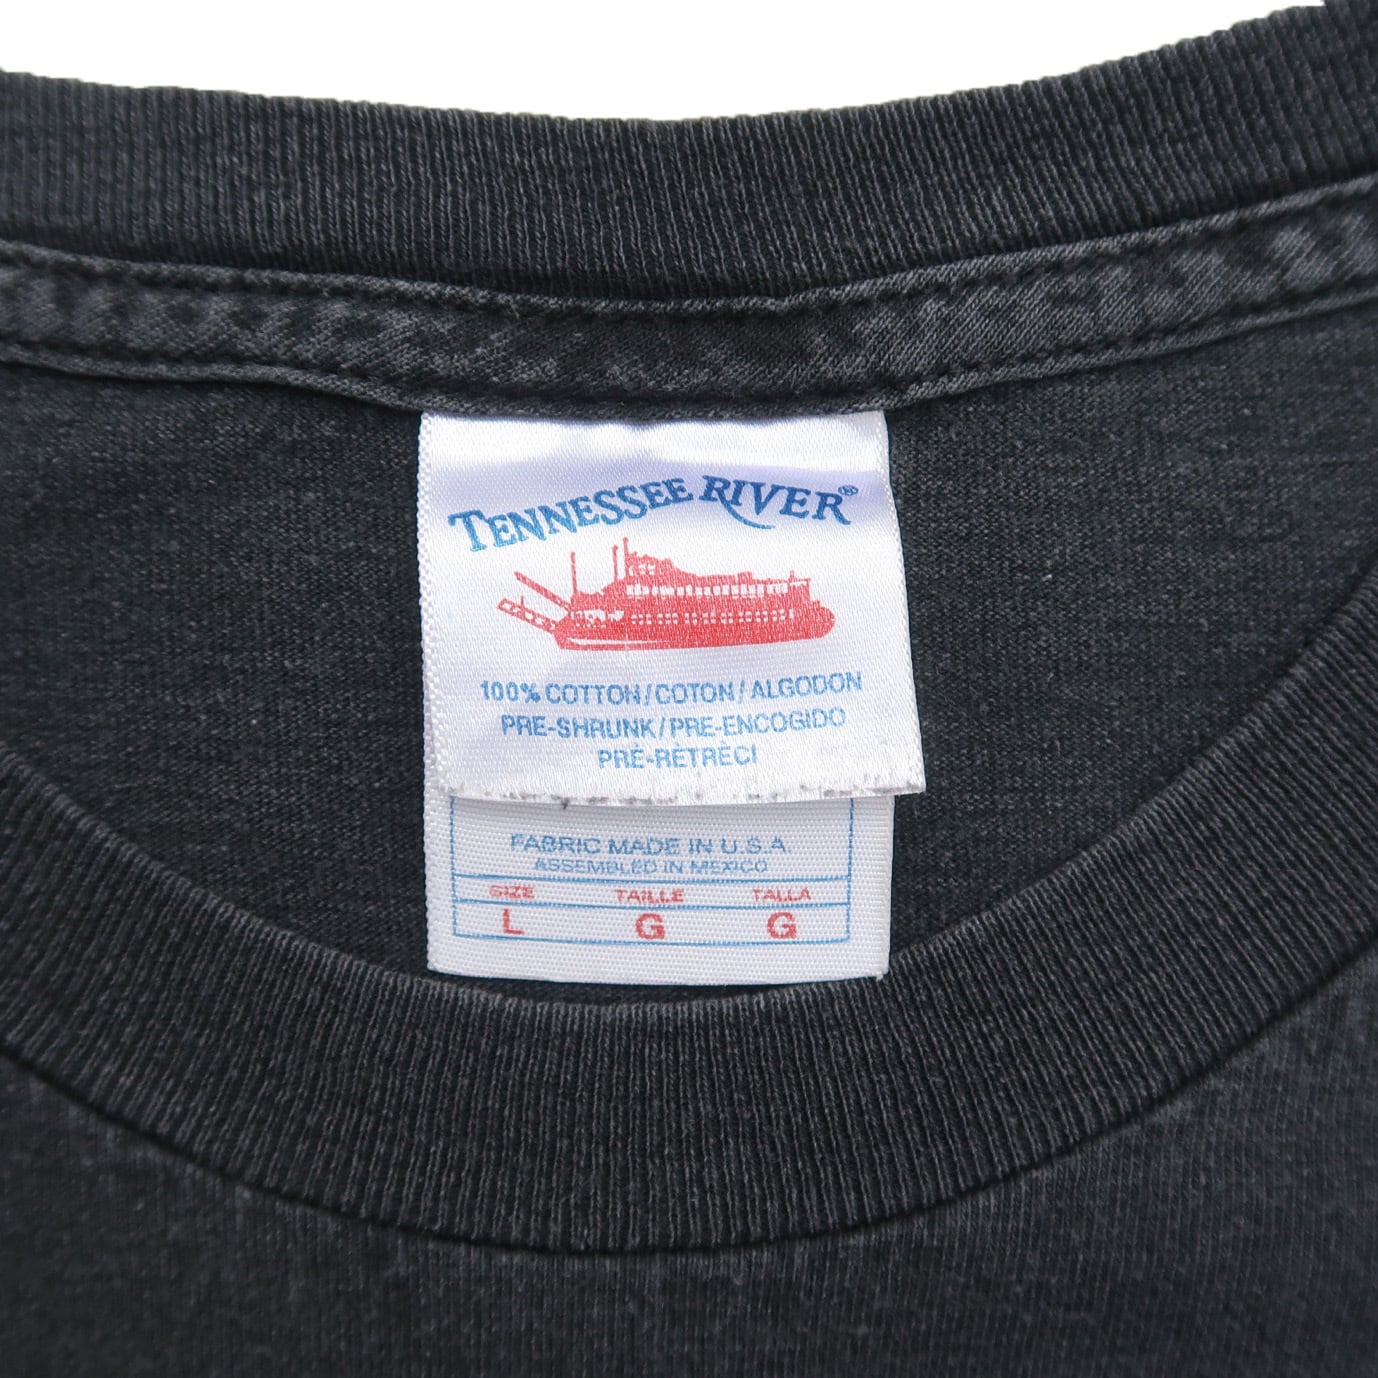 TENNESSEE RIVER®
100% COTTON/COTON/ALGODON
PRE-SHRUNK/PRE-ENCOGIDO
PRÉ-RÉTRÈCI
FABRIC MADE IN U.S.A.
ASSEMBLED IN MEXICO
SIZE TAILLE TALLA
L G G